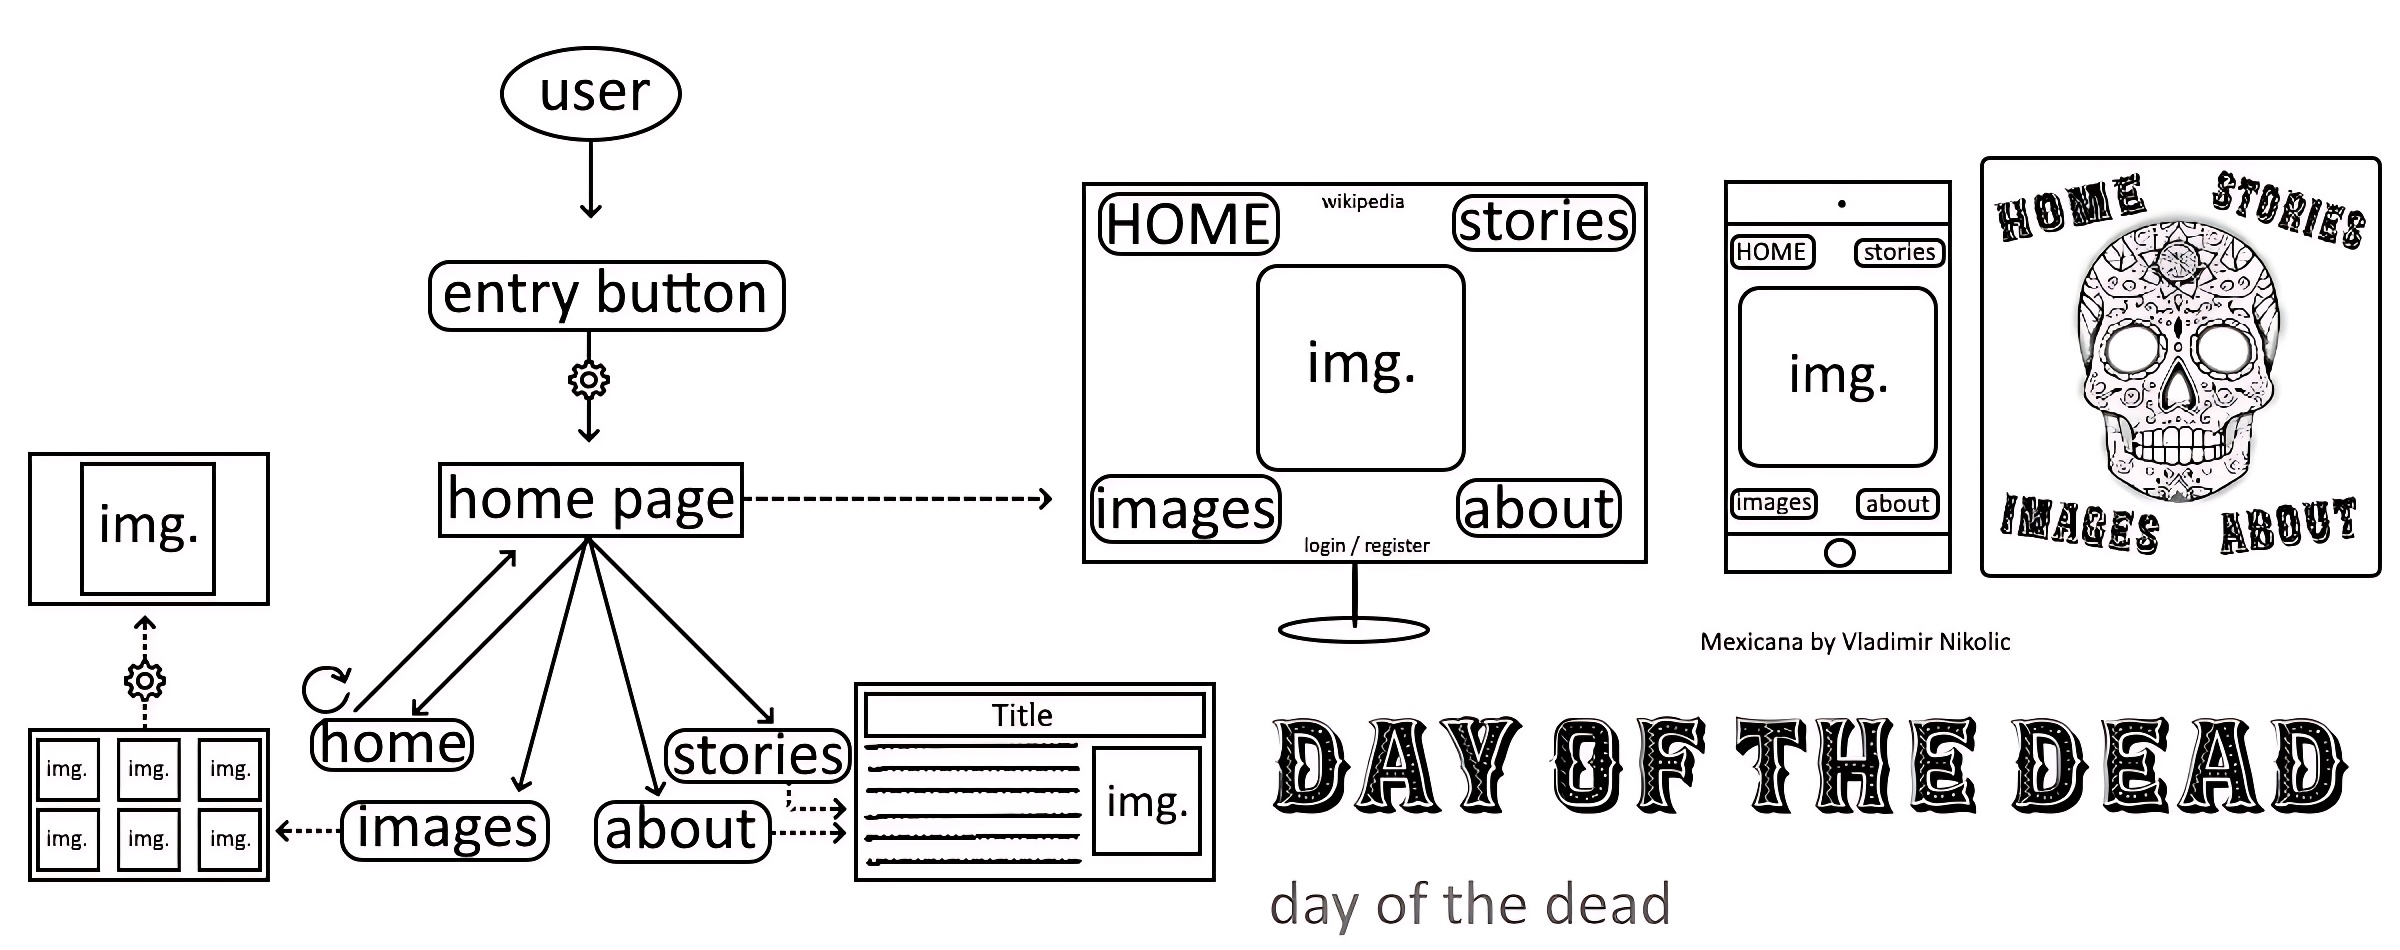 user
entry button
home page
home
images
about
stories
img.
img. img. img.
img. img. img.
Title
img.
HOME wikipedia stories
img.
images about
login / register
HOME stories
img.
images about
HOME STORIES
IMAGES ABOUT
Mexicana by Vladimir Nikolic
DAY OF THE DEAD
day of the dead